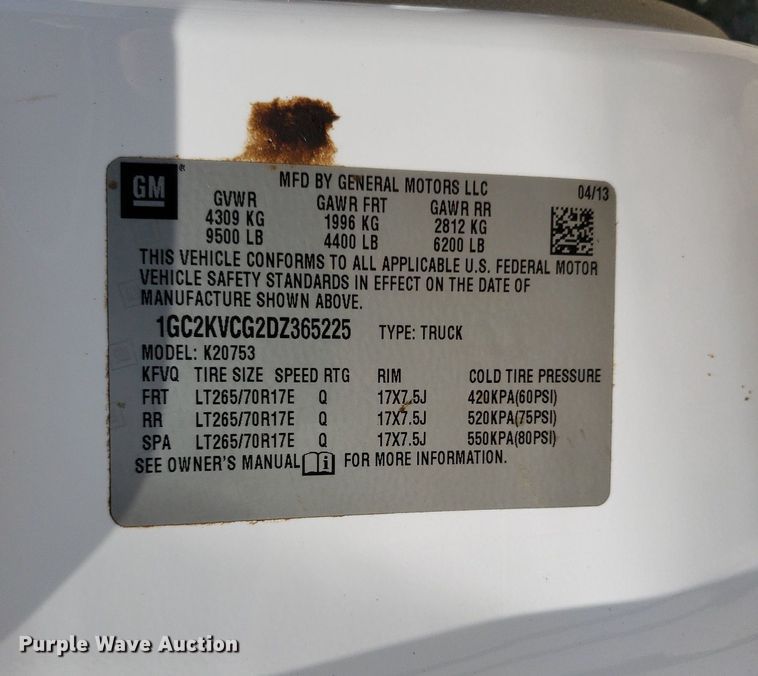 GM ®
MFD BY GENERAL MOTORS LLC 04/13
GVWR GAWR FRT GAWR RR
4309 KG 1996 KG 2812 KG
9500 LB 4400 LB 6200 LB
THIS VEHICLE CONFORMS TO ALL APPLICABLE U.S. FEDERAL MOTOR
VEHICLE SAFETY STANDARDS IN EFFECT ON THE DATE OF
MANUFACTURE SHOWN ABOVE.
1GC2KVCG2DZ365225 TYPE: TRUCK
MODEL: K20753
KFVQ TIRE SIZE SPEED RTG RIM COLD TIRE PRESSURE
FRT LT265/70R17E Q 17X7.5J 420KPA(60PSI)
RR LT265/70R17E Q 17X7.5J 520KPA(75PSI)
SPA LT265/70R17E Q 17X7.5J 550KPA(80PSI)
SEE OWNER'S MANUAL FOR MORE INFORMATION.
Purple Wave Auction